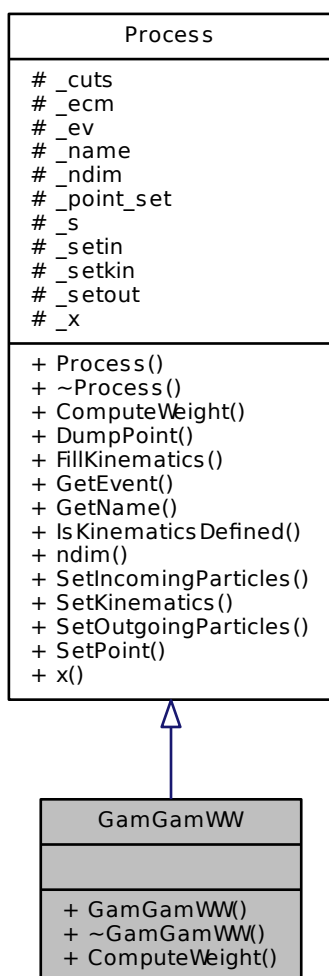 Process
# _cuts
# _ecm
# _ev
# _name
# _ndim
# _point_set
# _s
# _setin
# _setkin
# _setout
# _x
+ Process()
+ ~Process()
+ ComputeWeight()
+ DumpPoint()
+ FillKinematics()
+ GetEvent()
+ GetName()
+ IsKinematicsDefined()
+ ndim()
+ SetIncomingParticles()
+ SetKinematics()
+ SetOutgoingParticles()
+ SetPoint()
+ x()
GamGamWW
+ GamGamWW()
+ ~GamGamWW()
+ ComputeWeight()